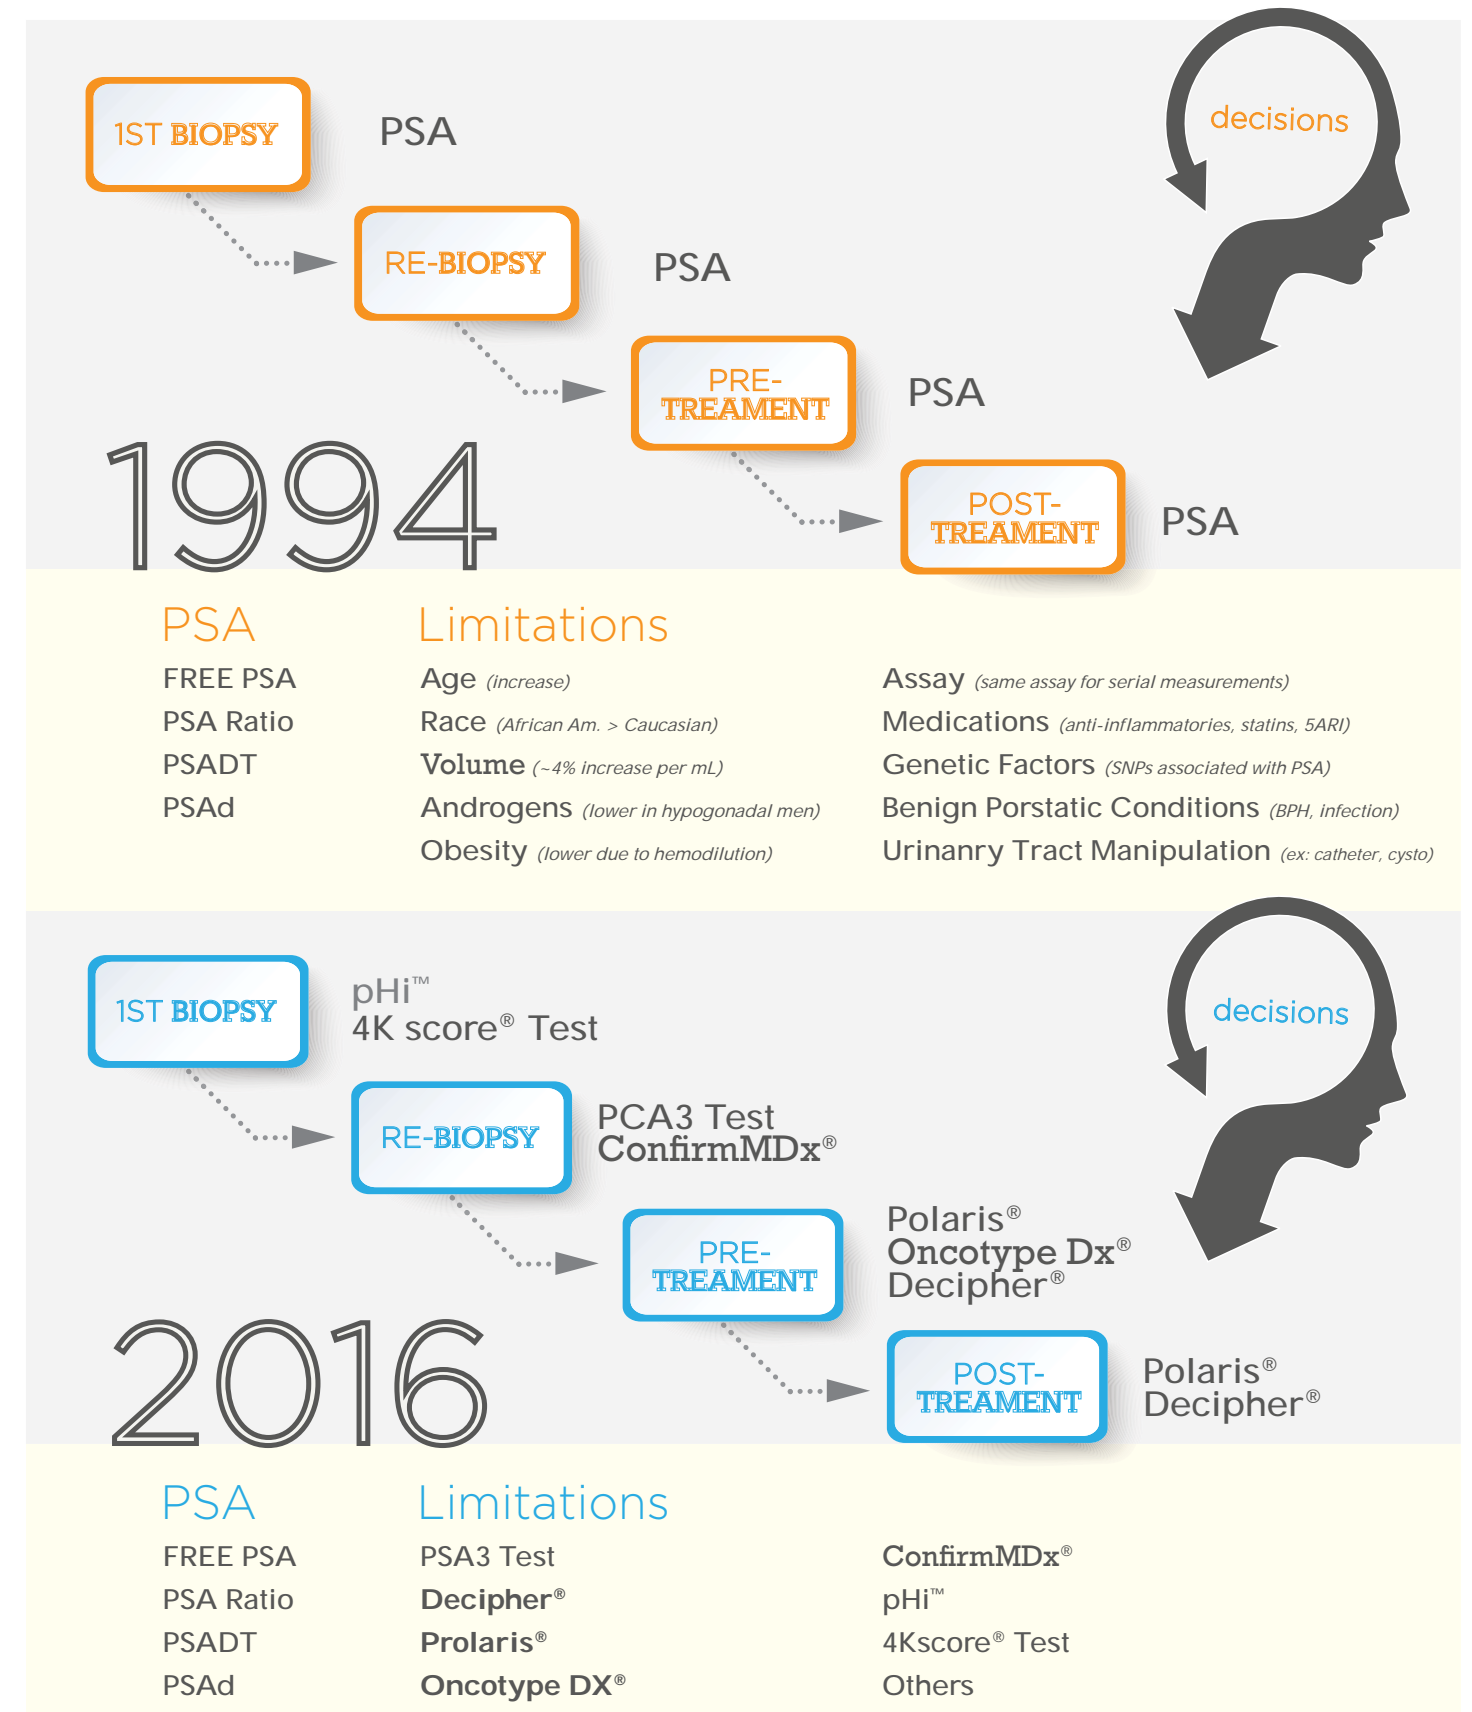 decisions
1ST BIOPSY
PSA
RE-BIOPSY
PSA
PRE-
TREAMENT
PSA
POST-
TREAMENT
PSA
1994
PSA
Limitations
FREE PSA
Age (increase)
Assay (same assay for serial measurements)
PSA Ratio
Race (African Am. > Caucasian)
Medications (anti-inflammatories, statins, 5ARI)
PSADT
Volume (~4% increase per mL)
Genetic Factors (SNPs associated with PSA)
PSAd
Androgens (lower in hypogonadal men)
Benign Porstatic Conditions (BPH, infection)
Obesity (lower due to hemodilution)
Urinanry Tract Manipulation (ex: catheter, cysto)
decisions
1ST BIOPSY
pHi™
4K score® Test
RE-BIOPSY
PCA3 Test
ConfirmMDx®
PRE-
TREAMENT
Polaris®
Oncotype Dx®
Decipher®
POST-
TREAMENT
Polaris®
Decipher®
2016
PSA
Limitations
FREE PSA
PSA3 Test
ConfirmMDx®
PSA Ratio
Decipher®
pHi™
PSADT
Prolaris®
4Kscore® Test
PSAd
Oncotype DX®
Others